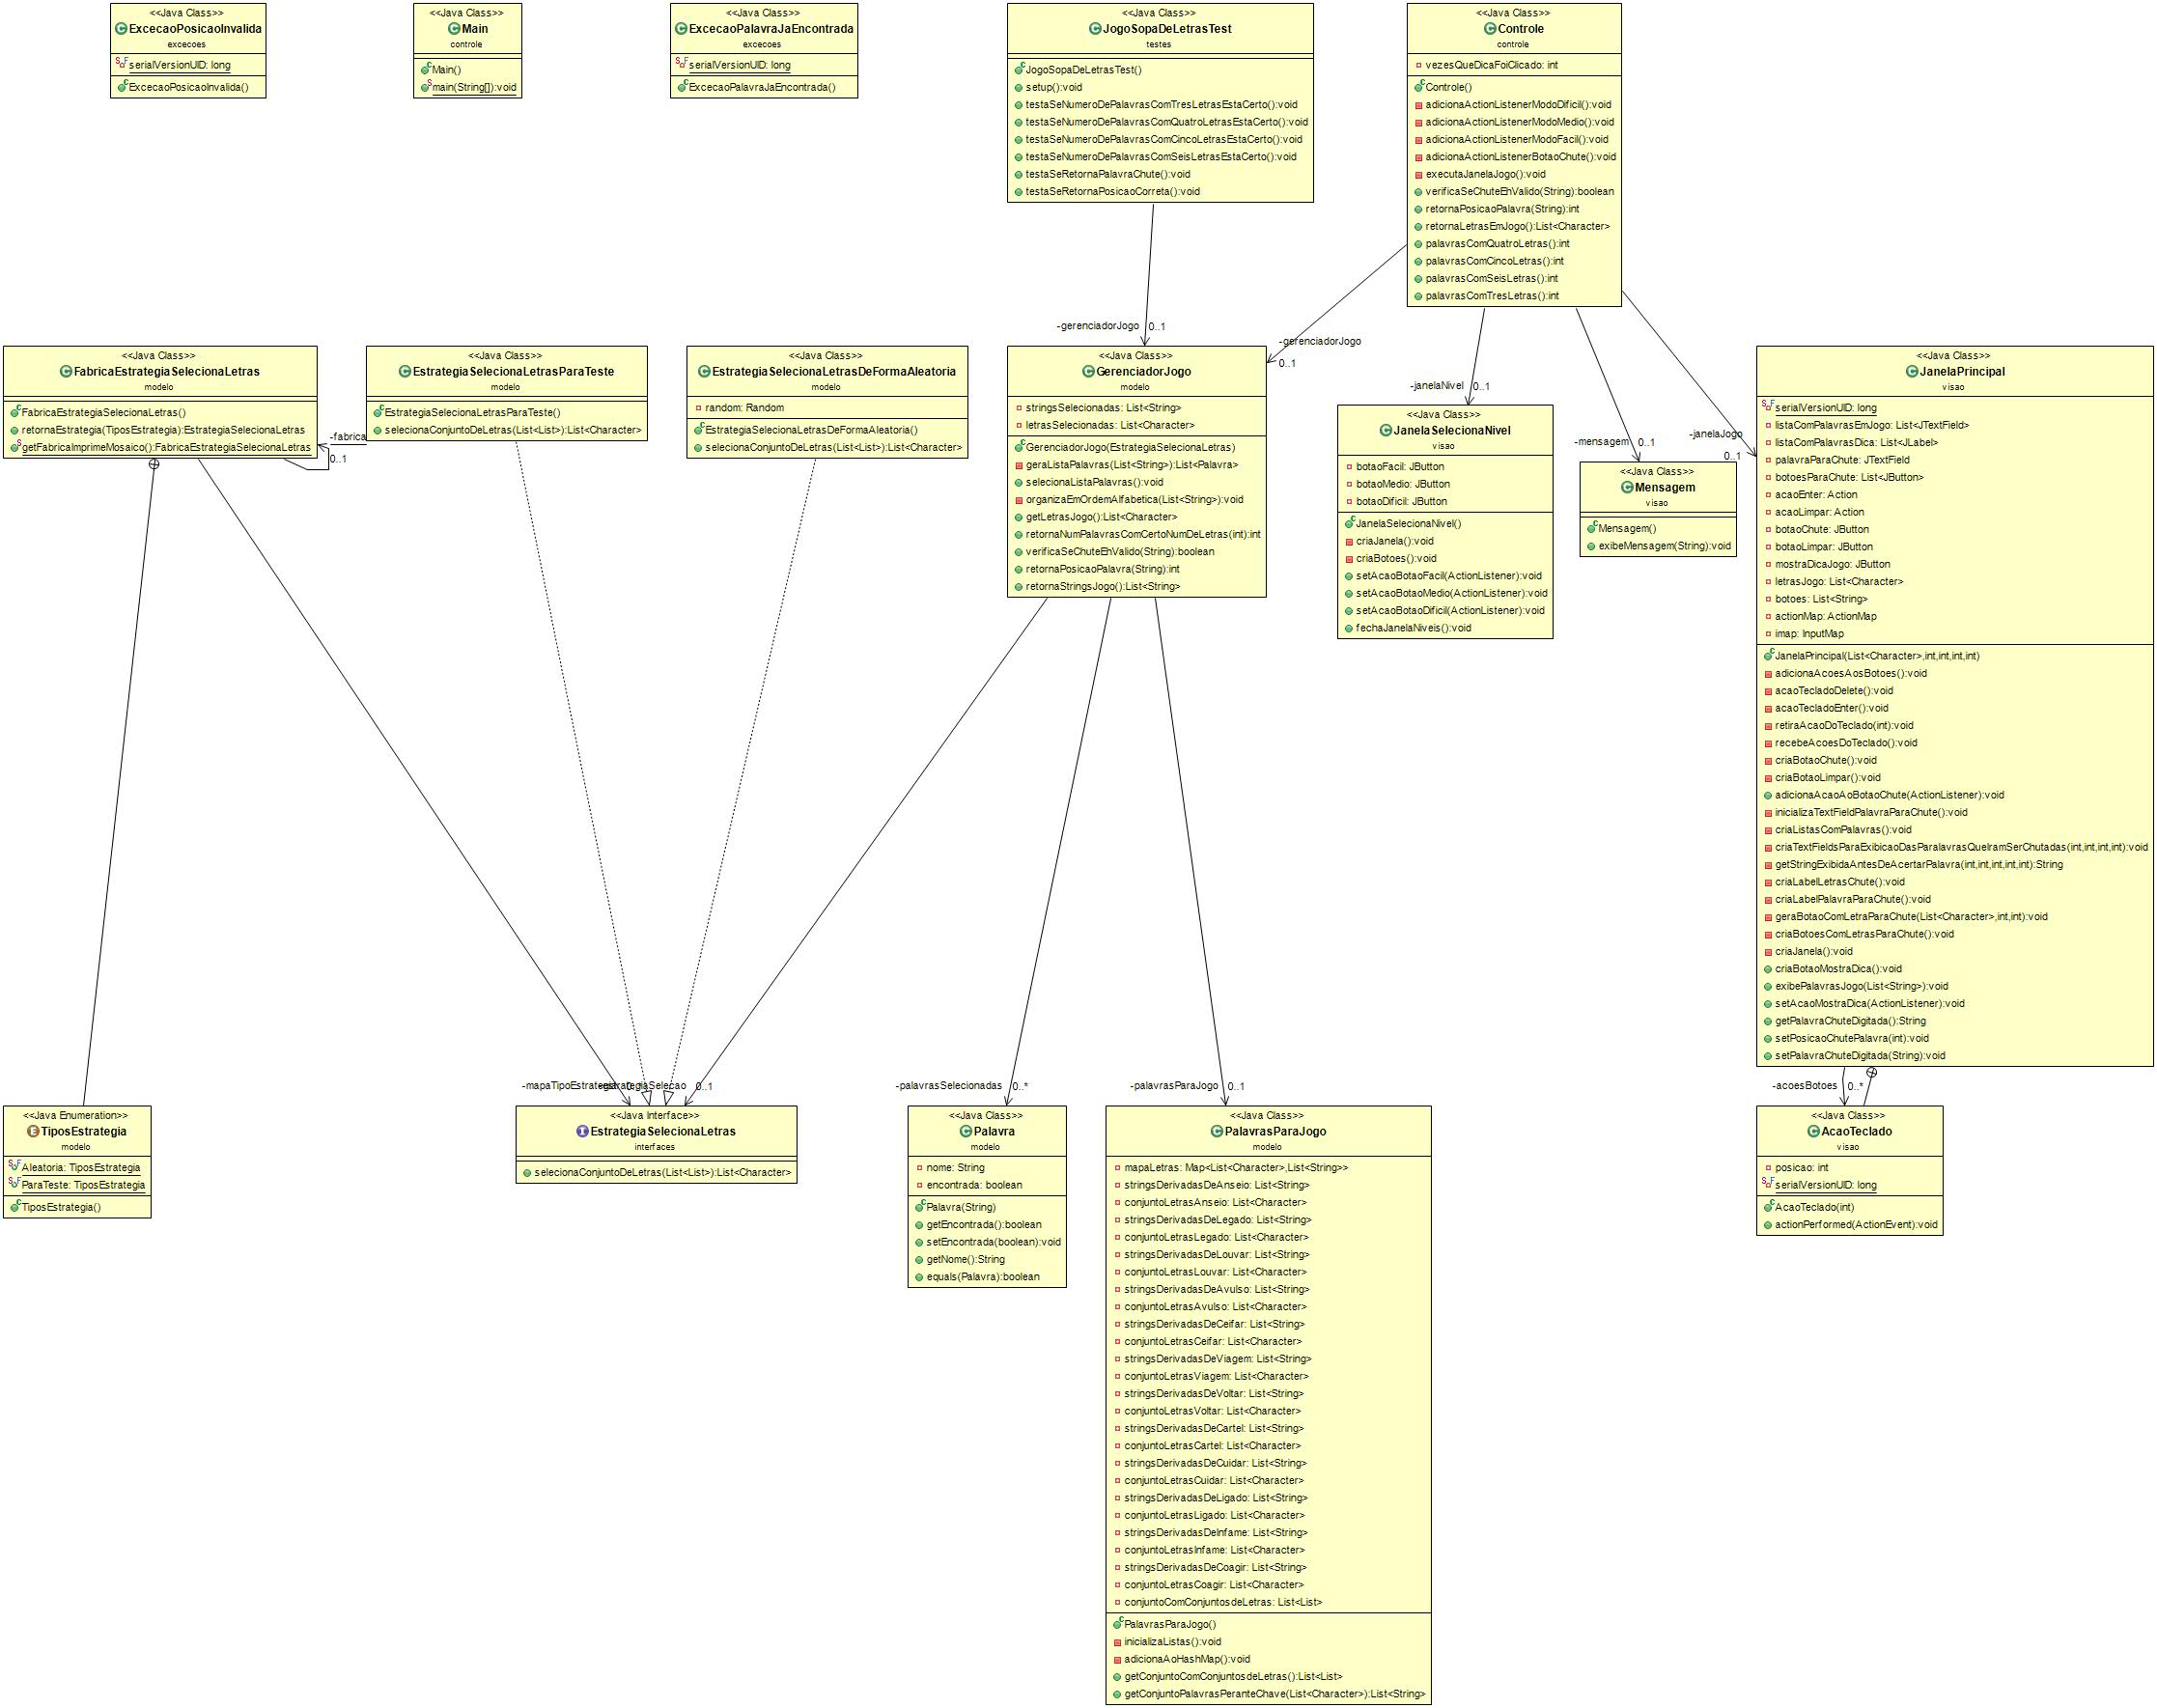 <<Java Class>>
ExcecaoPosicaoInvalida
excecoes
serialVersionUID: long
ExcecaoPosicaoInvalida()
<<Java Class>>
Main
controle
Main()
main(String[]):void
<<Java Class>>
ExcecaoPalavraJaEncontrada
excecoes
serialVersionUID: long
ExcecaoPalavraJaEncontrada()
<<Java Class>>
JogoSopaDeLetrasTest
testes
JogoSopaDeLetrasTest()
setup():void
testaSeNumeroDePalavrasComTresLetrasEstaCerto():void
testaSeNumeroDePalavrasComQuatroLetrasEstaCerto():void
testaSeNumeroDePalavrasComCincoLetrasEstaCerto():void
testaSeNumeroDePalavrasComSeisLetrasEstaCerto():void
testaSeRetornaPalavraChute():void
testaSeRetornaPosicaoCorreta():void
<<Java Class>>
Controle
controle
vezesQueDicaFoiClicado: int
Controle()
adicionaActionListenerModoDificil():void
adicionaActionListenerModoMedio():void
adicionaActionListenerModoFacil():void
adicionaActionListenerBotaoChute():void
executaJanelaJogo():void
verificaSeChuteEhValido(String):boolean
retornaPosicaoPalavra(String):int
retornaLetrasEmJogo():List<Character>
palavrasComQuatroLetras():int
palavrasComCincoLetras():int
palavrasComSeisLetras():int
palavrasComTresLetras():int
-gerenciadorJogo 0..1
-gerenciadorJogo
0..1
-janelaNivel 0..1
-mensagem 0..1
-janelaJogo
0..1
<<Java Class>>
FabricaEstrategiaSelecionaLetras
modelo
FabricaEstrategiaSelecionaLetras()
retornaEstrategia(TiposEstrategia):EstrategiaSelecionaLetras
getFabricaImprimeMosaico():FabricaEstrategiaSelecionaLetras
-fabrica
0..1
<<Java Class>>
EstrategiaSelecionaLetrasParaTeste
modelo
EstrategiaSelecionaLetrasParaTeste()
selecionaConjuntoDeLetras(List<List>):List<Character>
<<Java Class>>
EstrategiaSelecionaLetrasDeFormaAleatoria
modelo
random: Random
EstrategiaSelecionaLetrasDeFormaAleatoria()
selecionaConjuntoDeLetras(List<List>):List<Character>
<<Java Class>>
GerenciadorJogo
modelo
stringsSelecionadas: List<String>
letrasSelecionadas: List<Character>
GerenciadorJogo(EstrategiaSelecionaLetras)
geraListaPalavras(List<String>):List<Palavra>
selecionaListaPalavras():void
organizaEmOrdemAlfabetica(List<String>):void
getLetrasJogo():List<Character>
retornaNumPalavrasComCertoNumDeLetras(int):int
verificaSeChuteEhValido(String):boolean
retornaPosicaoPalavra(String):int
retornaStringsJogo():List<String>
<<Java Class>>
JanelaSelecionaNivel
visao
botaoFacil: JButton
botaoMedio: JButton
botaoDificil: JButton
JanelaSelecionaNivel()
criaJanela():void
criaBotoes():void
setAcaoBotaoFacil(ActionListener):void
setAcaoBotaoMedio(ActionListener):void
setAcaoBotaoDificil(ActionListener):void
fechaJanelaNiveis():void
<<Java Class>>
Mensagem
visao
Mensagem()
exibeMensagem(String):void
<<Java Class>>
JanelaPrincipal
visao
serialVersionUID: long
listaComPalavrasEmJogo: List<JTextField>
listaComPalavrasDica: List<JLabel>
palavraParaChute: JTextField
botoesParaChute: List<JButton>
acaoEnter: Action
acaoLimpar: Action
botaoChute: JButton
botaoLimpar: JButton
mostraDicaJogo: JButton
letrasJogo: List<Character>
botoes: List<String>
actionMap: ActionMap
imap: InputMap
JanelaPrincipal(List<Character>,int,int,int,int)
adicionaAcoesAosBotoes():void
acaoTecladoDelete():void
acaoTecladoEnter():void
retiraAcaoDoTeclado(int):void
recebeAcoesDoTeclado():void
criaBotaoChute():void
criaBotaoLimpar():void
adicionaAcaoAoBotaoChute(ActionListener):void
inicializaTextFieldPalavraParaChute():void
criaListasComPalavras():void
criaTextFieldsParaExibicaoDasParalavrasQueIramSerChutadas(int,int,int,int):void
getStringExibidaAntesDeAcertarPalavra(int,int,int,int,int):String
criaLabelLetrasChute():void
criaLabelPalavraParaChute():void
geraBotaoComLetraParaChute(List<Character>,int,int):void
criaBotoesComLetrasParaChute():void
criaJanela():void
criaBotaoMostraDica():void
exibePalavrasJogo(List<String>):void
setAcaoMostraDica(ActionListener):void
getPalavraChuteDigitada():String
setPosicaoChutePalavra(int):void
setPalavraChuteDigitada(String):void
0..1
-palavrasSelecionadas 0..*
-palavrasParaJogo 0..1
-acoesBotoes 0..*
<<Java Enumeration>>
TiposEstrategia
modelo
Aleatoria: TiposEstrategia
ParaTeste: TiposEstrategia
TiposEstrategia()
<<Java Interface>>
EstrategiaSelecionaLetras
interfaces
selecionaConjuntoDeLetras(List<List>):List<Character>
<<Java Class>>
Palavra
modelo
nome: String
encontrada: boolean
Palavra(String)
getEncontrada():boolean
setEncontrada(boolean):void
getNome():String
equals(Palavra):boolean
<<Java Class>>
PalavrasParaJogo
modelo
mapaLetras: Map<List<Character>,List<String>>
stringsDerivadasDeAnseio: List<String>
conjuntoLetrasAnseio: List<Character>
stringsDerivadasDeLegado: List<String>
conjuntoLetrasLegado: List<Character>
stringsDerivadasDeLouvar: List<String>
conjuntoLetrasLouvar: List<Character>
stringsDerivadasDeAvulso: List<String>
conjuntoLetrasAvulso: List<Character>
stringsDerivadasDeCeifar: List<String>
conjuntoLetrasCeifar: List<Character>
stringsDerivadasDeViagem: List<String>
conjuntoLetrasViagem: List<Character>
stringsDerivadasDeVoltar: List<String>
conjuntoLetrasVoltar: List<Character>
stringsDerivadasDeCartel: List<String>
conjuntoLetrasCartel: List<Character>
stringsDerivadasDeCuidar: List<String>
conjuntoLetrasCuidar: List<Character>
stringsDerivadasDeLigado: List<String>
conjuntoLetrasLigado: List<Character>
stringsDerivadasDeInfame: List<String>
conjuntoLetrasInfame: List<Character>
stringsDerivadasDeCoagir: List<String>
conjuntoLetrasCoagir: List<Character>
conjuntoComConjuntosdeLetras: List<List>
PalavrasParaJogo()
inicializaListas():void
adicionaAoHashMap():void
getConjuntoComConjuntosdeLetras():List<List>
getConjuntoPalavrasPeranteChave(List<Character>):List<String>
<<Java Class>>
AcaoTeclado
visao
posicao: int
serialVersionUID: long
AcaoTeclado(int)
actionPerformed(ActionEvent):void